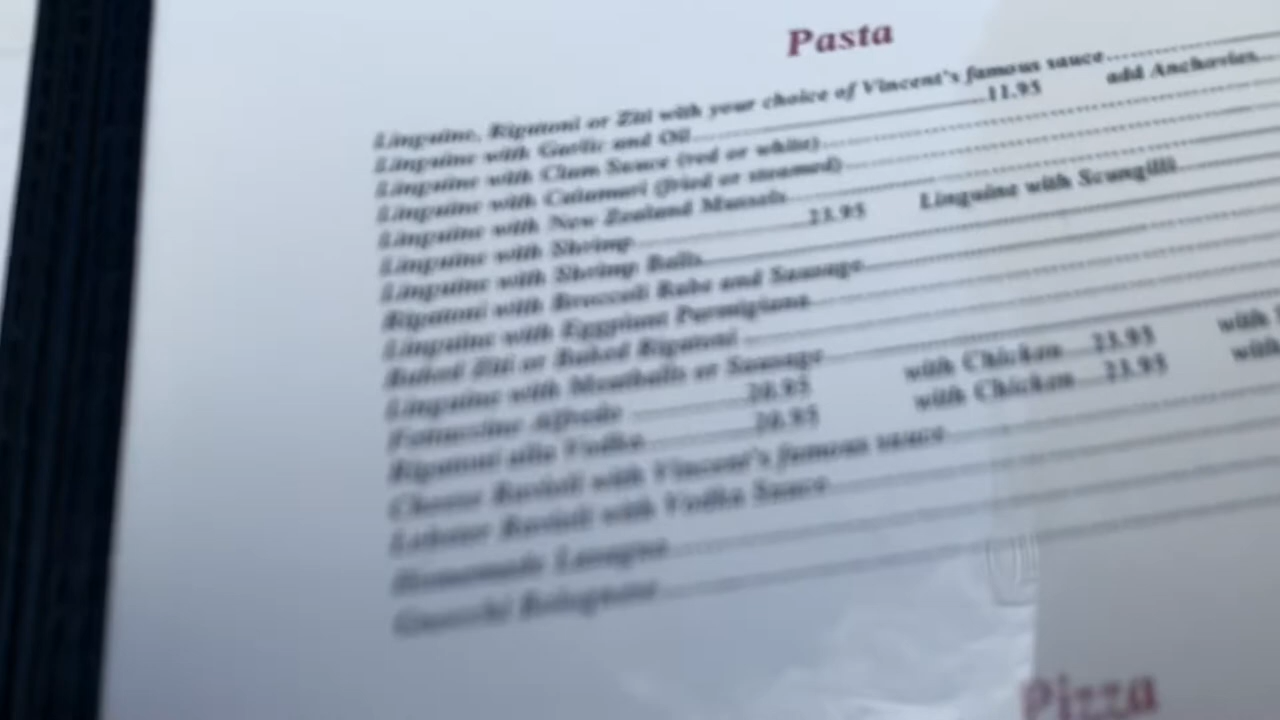 Pasta
Linguine, Rigatoni or Ziti with your choice of Vincent's famous sauce
Linguine with Garlic and Oil 11.95 add Anchovies
Linguine with Clam Sauce (red or white)
Linguine with Calamari (fried or steamed)
Linguine with New Zealand Mussels
Linguine with Shrimp 23.95 Linguine with Scungilli
Linguine with Shrimp Balls
Rigatoni with Broccoli Rabe and Sausage
Linguine with Eggplant Parmigiana
Baked Ziti or Baked Rigatoni
Linguine with Meatballs or Sausage
Fettuccine Alfredo 20.95 with Chicken 23.95 with
Rigatoni alla Vodka 20.95 with Chicken 23.95 with
Cheese Ravioli with Vincent's famous sauce
Lobster Ravioli with Vodka Sauce
Homemade Lasagna
Gnocchi Bolognese
Pizza